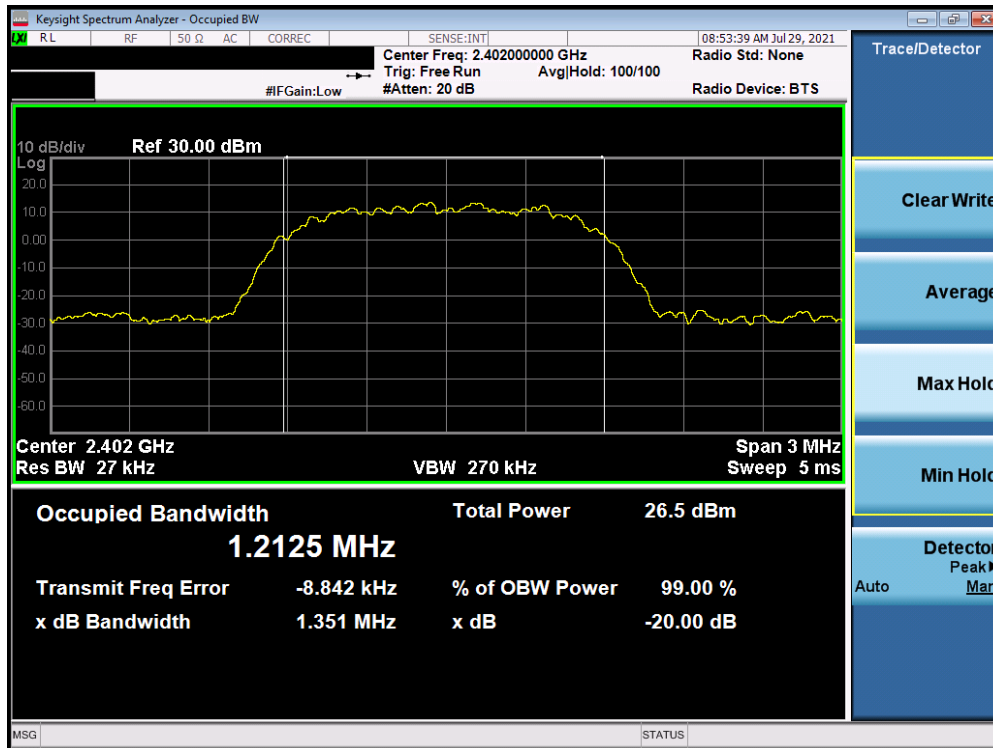 Keysight Spectrum Analyzer - Occupied BW
LXI RL RF 50 Ω AC CORREC SENSE:INT 08:53:39 AM Jul 29, 2021
Center Freq: 2.402000000 GHz Radio Std: None
Trig: Free Run Avg|Hold: 100/100
#IFGain:Low #Atten: 20 dB Radio Device: BTS
Trace/Detector
10 dB/div Ref 30.00 dBm
Log
20.0
10.0
0.00
-10.0
-20.0
-30.0
-40.0
-50.0
-60.0
Center 2.402 GHz Span 3 MHz
Res BW 27 kHz VBW 270 kHz Sweep 5 ms
Occupied Bandwidth Total Power 26.5 dBm
1.2125 MHz
Transmit Freq Error -8.842 kHz % of OBW Power 99.00 %
x dB Bandwidth 1.351 MHz x dB -20.00 dB
Clear Write
Average
Max Hold
Min Hold
Detector
Peak
Auto Man
MSG STATUS